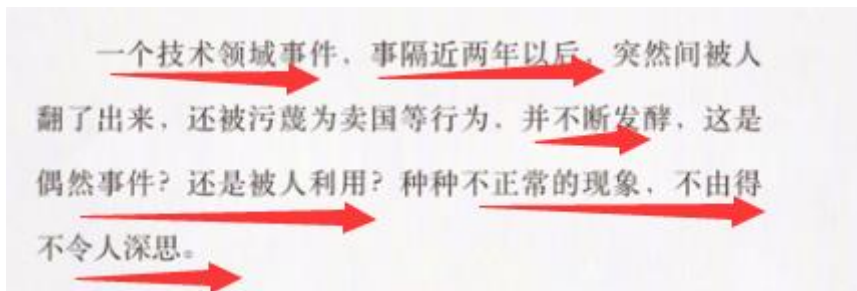 一个技术领域事件，事隔近两年以后，突然间被人
翻了出来，还被污蔑为卖国等行为，并不断发酵，这是
偶然事件？还是被人利用？种种不正常的现象，不由得
不令人深思。